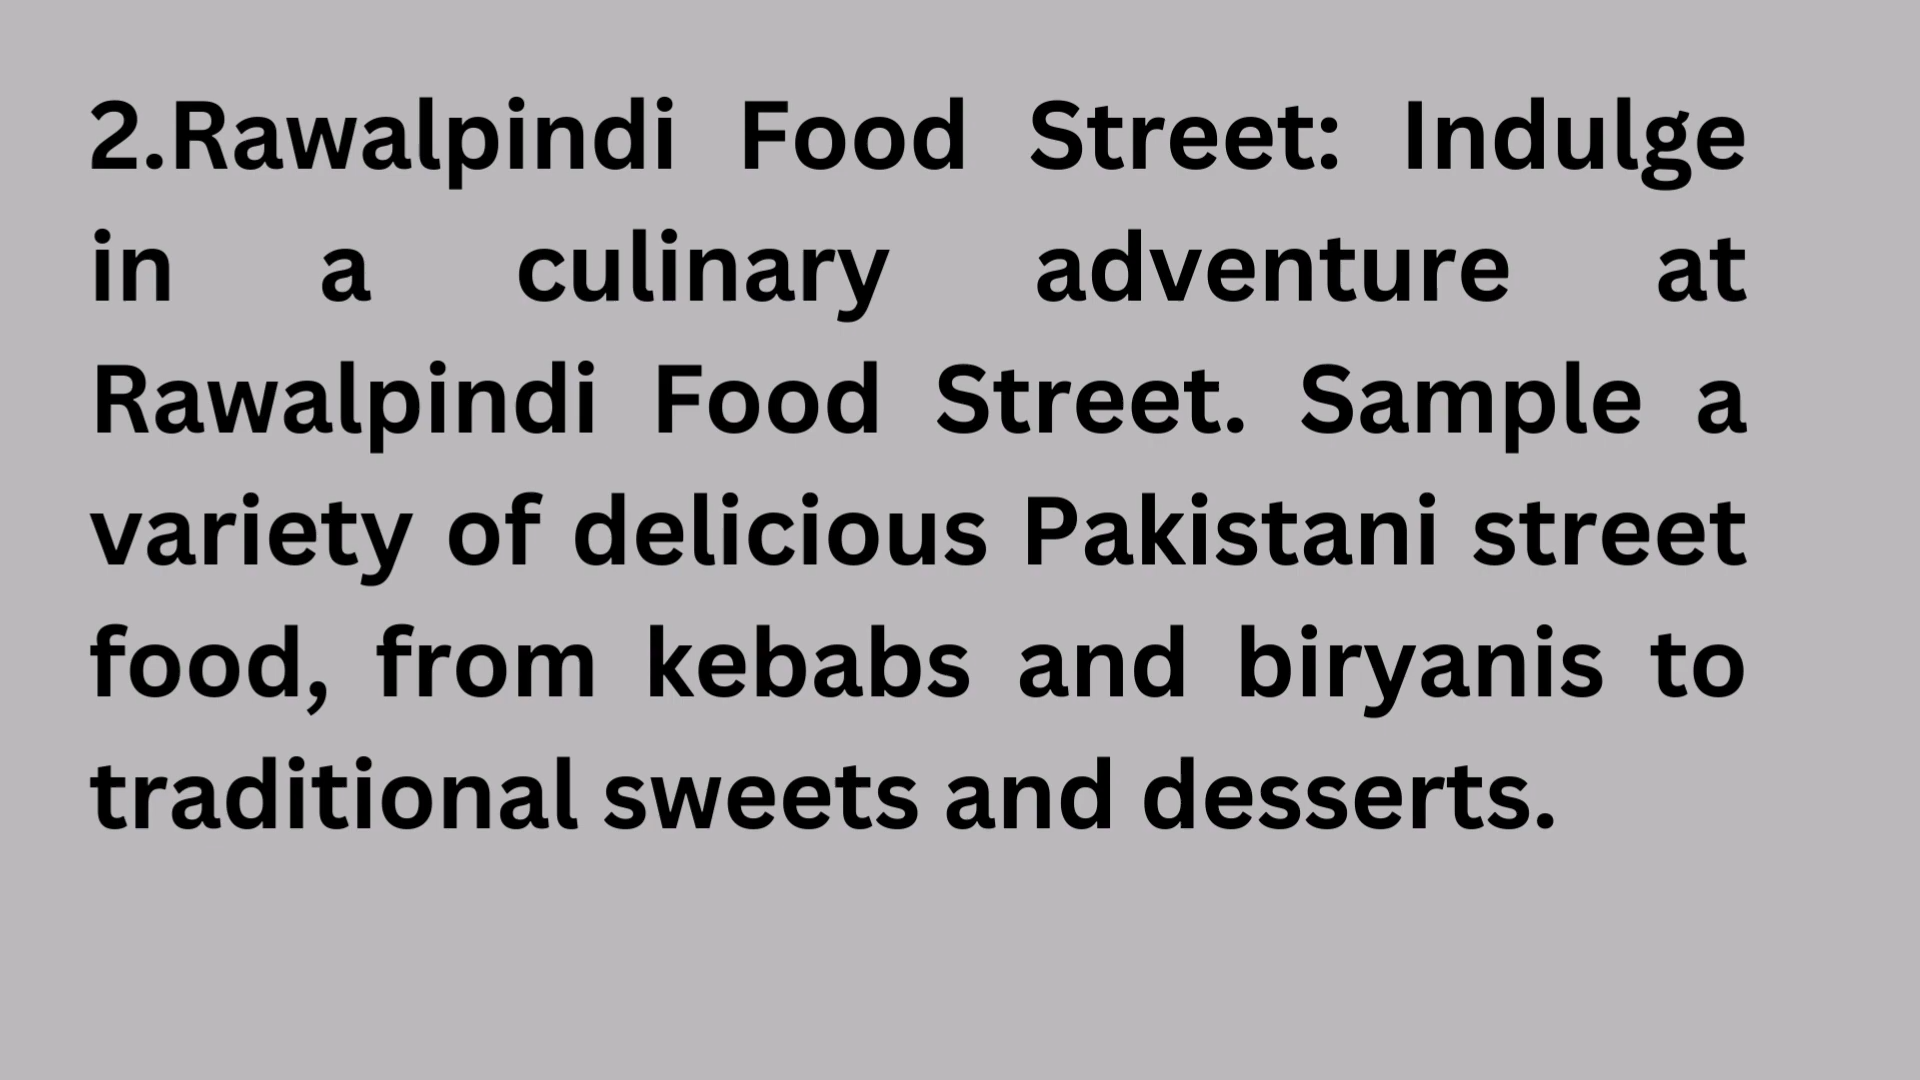 2.Rawalpindi Food Street: Indulge
in a culinary adventure at
Rawalpindi Food Street. Sample a
variety of delicious Pakistani street
food, from kebabs and biryanis to
traditional sweets and desserts.